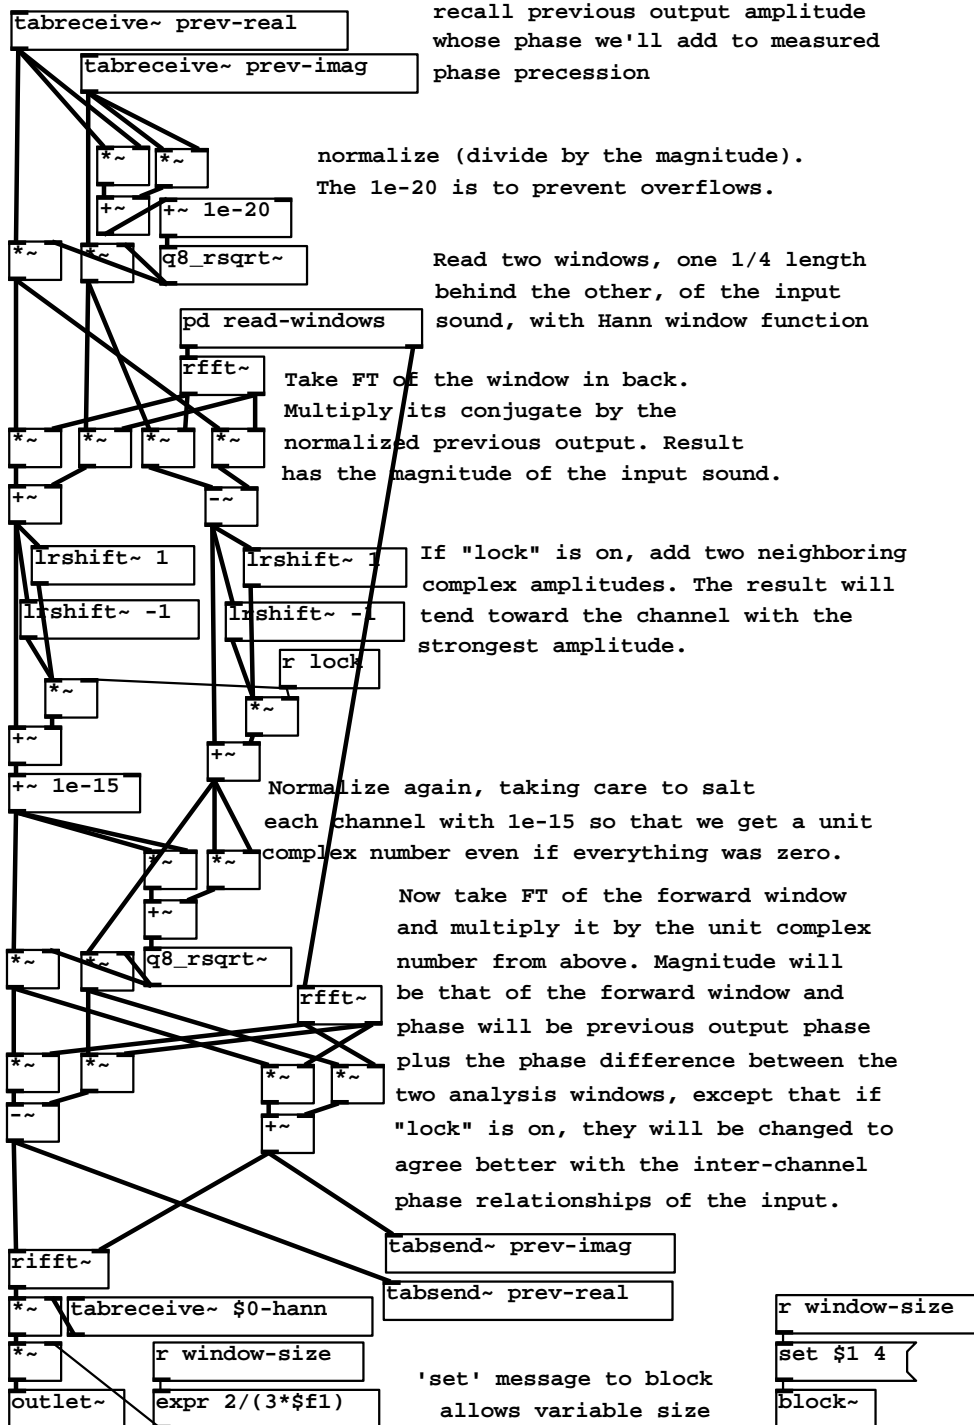 tabreceive~ prev-real
recall previous output amplitude
whose phase we'll add to measured
phase precession
tabreceive~ prev-imag
*~
*~
normalize (divide by the magnitude).
The 1e-20 is to prevent overflows.
+~
+~ 1e-20
*~
*~
q8_rsqrt~
Read two windows, one 1/4 length
behind the other, of the input
sound, with Hann window function
pd read-windows
rfft~
Take FT of the window in back.
Multiply its conjugate by the
normalized previous output. Result
has the magnitude of the input sound.
*~
*~
*~
*~
+~
-~
lrshift~ 1
lrshift~ 1
If "lock" is on, add two neighboring
complex amplitudes. The result will
tend toward the channel with the
strongest amplitude.
lrshift~ -1
lrshift~ -1
r lock
*~
*~
+~
+~
+~ 1e-15
Normalize again, taking care to salt
each channel with 1e-15 so that we get a unit
complex number even if everything was zero.
*~
*~
+~
*~
*~
q8_rsqrt~
Now take FT of the forward window
and multiply it by the unit complex
number from above. Magnitude will
be that of the forward window and
phase will be previous output phase
plus the phase difference between the
two analysis windows, except that if
"lock" is on, they will be changed to
agree better with the inter-channel
phase relationships of the input.
rfft~
*~
*~
*~
*~
-~
+~
tabsend~ prev-imag
rifft~
tabsend~ prev-real
*~
tabreceive~ $0-hann
r window-size
*~
r window-size
set $1 4
'set' message to block
allows variable size
outlet~
expr 2/(3*$f1)
block~